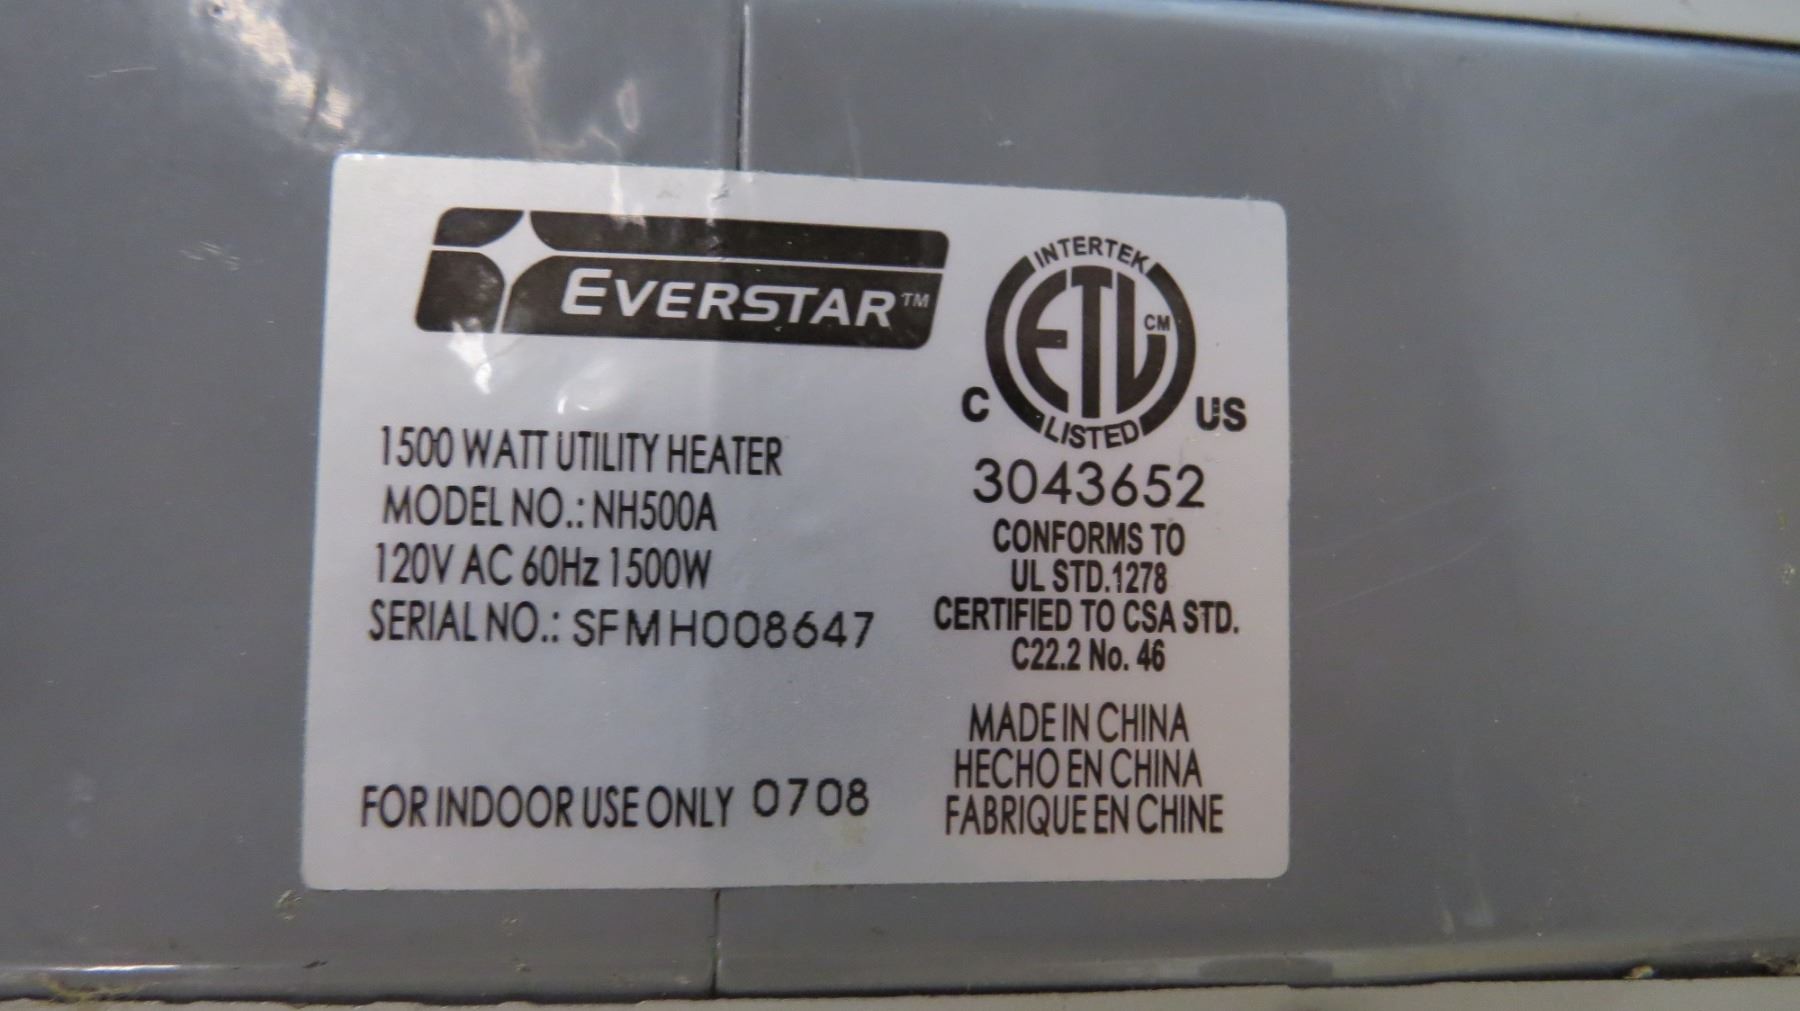 EVERSTAR™
1500 WATT UTILITY HEATER
MODEL NO.: NH500A
120V AC 60Hz 1500W
SERIAL NO.: SFMH008647
FOR INDOOR USE ONLY 0708
INTERTEK
ETL CM
C US
LISTED
3043652
CONFORMS TO
UL STD.1278
CERTIFIED TO CSA STD.
C22.2 No. 46
MADE IN CHINA
HECHO EN CHINA
FABRIQUE EN CHINE